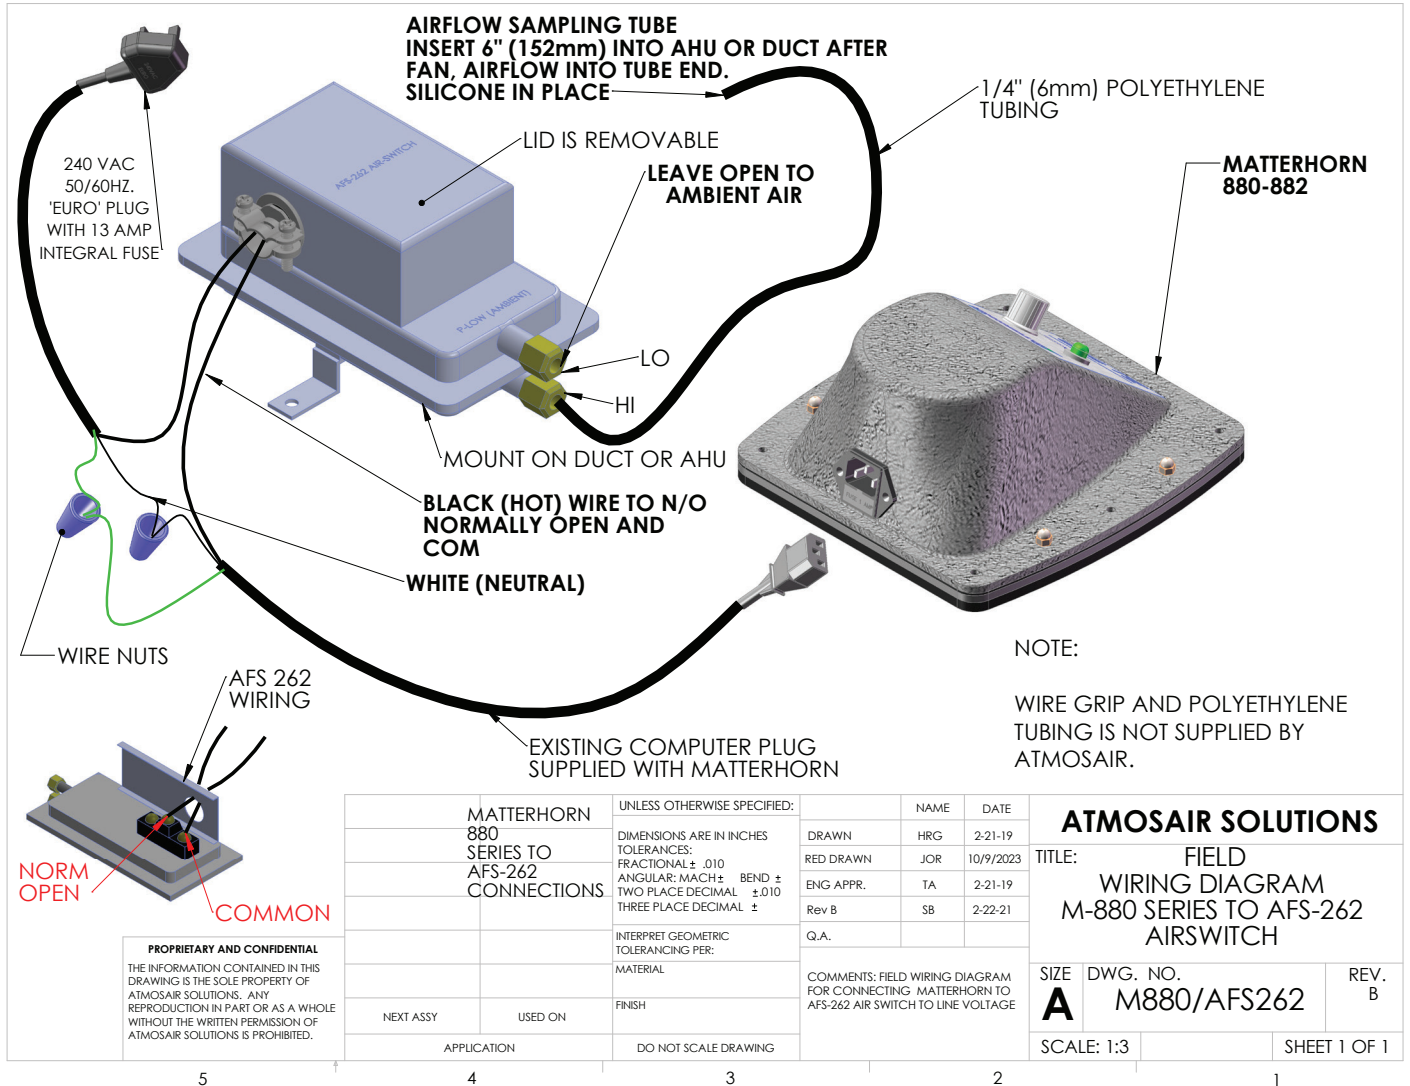 AIRFLOW SAMPLING TUBE
INSERT 6" (152mm) INTO AHU OR DUCT AFTER
FAN, AIRFLOW INTO TUBE END.
SILICONE IN PLACE
1/4" (6mm) POLYETHYLENE
TUBING
LID IS REMOVABLE
AFS-262 AIR-SWITCH
LEAVE OPEN TO
AMBIENT AIR
MATTERHORN
880-882
240 VAC
50/60HZ.
'EURO' PLUG
WITH 13 AMP
INTEGRAL FUSE
P-LOW (AMBIENT)
LO
HI
MOUNT ON DUCT OR AHU
BLACK (HOT) WIRE TO N/O
NORMALLY OPEN AND
COM
WHITE (NEUTRAL)
WIRE NUTS
AFS 262
WIRING
NORM
OPEN
COMMON
EXISTING COMPUTER PLUG
SUPPLIED WITH MATTERHORN
NOTE:
WIRE GRIP AND POLYETHYLENE
TUBING IS NOT SUPPLIED BY
ATMOSAIR.
PROPRIETARY AND CONFIDENTIAL
THE INFORMATION CONTAINED IN THIS
DRAWING IS THE SOLE PROPERTY OF
ATMOSAIR SOLUTIONS. ANY
REPRODUCTION IN PART OR AS A WHOLE
WITHOUT THE WRITTEN PERMISSION OF
ATMOSAIR SOLUTIONS IS PROHIBITED.
MATTERHORN
880
SERIES TO
AFS-262
CONNECTIONS
NEXT ASSY USED ON
APPLICATION
UNLESS OTHERWISE SPECIFIED:
DIMENSIONS ARE IN INCHES
TOLERANCES:
FRACTIONAL ± .010
ANGULAR: MACH ± BEND ±
TWO PLACE DECIMAL ±.010
THREE PLACE DECIMAL ±
INTERPRET GEOMETRIC
TOLERANCING PER:
MATERIAL
FINISH
DO NOT SCALE DRAWING
NAME DATE
DRAWN HRG 2-21-19
RED DRAWN JOR 10/9/2023
ENG APPR. TA 2-21-19
Rev B SB 2-22-21
Q.A.
COMMENTS: FIELD WIRING DIAGRAM
FOR CONNECTING MATTERHORN TO
AFS-262 AIR SWITCH TO LINE VOLTAGE
ATMOSAIR SOLUTIONS
TITLE:
FIELD
WIRING DIAGRAM
M-880 SERIES TO AFS-262
AIRSWITCH
SIZE
A
DWG. NO.
M880/AFS262
REV.
B
SCALE: 1:3
SHEET 1 OF 1
5 4 3 2 1